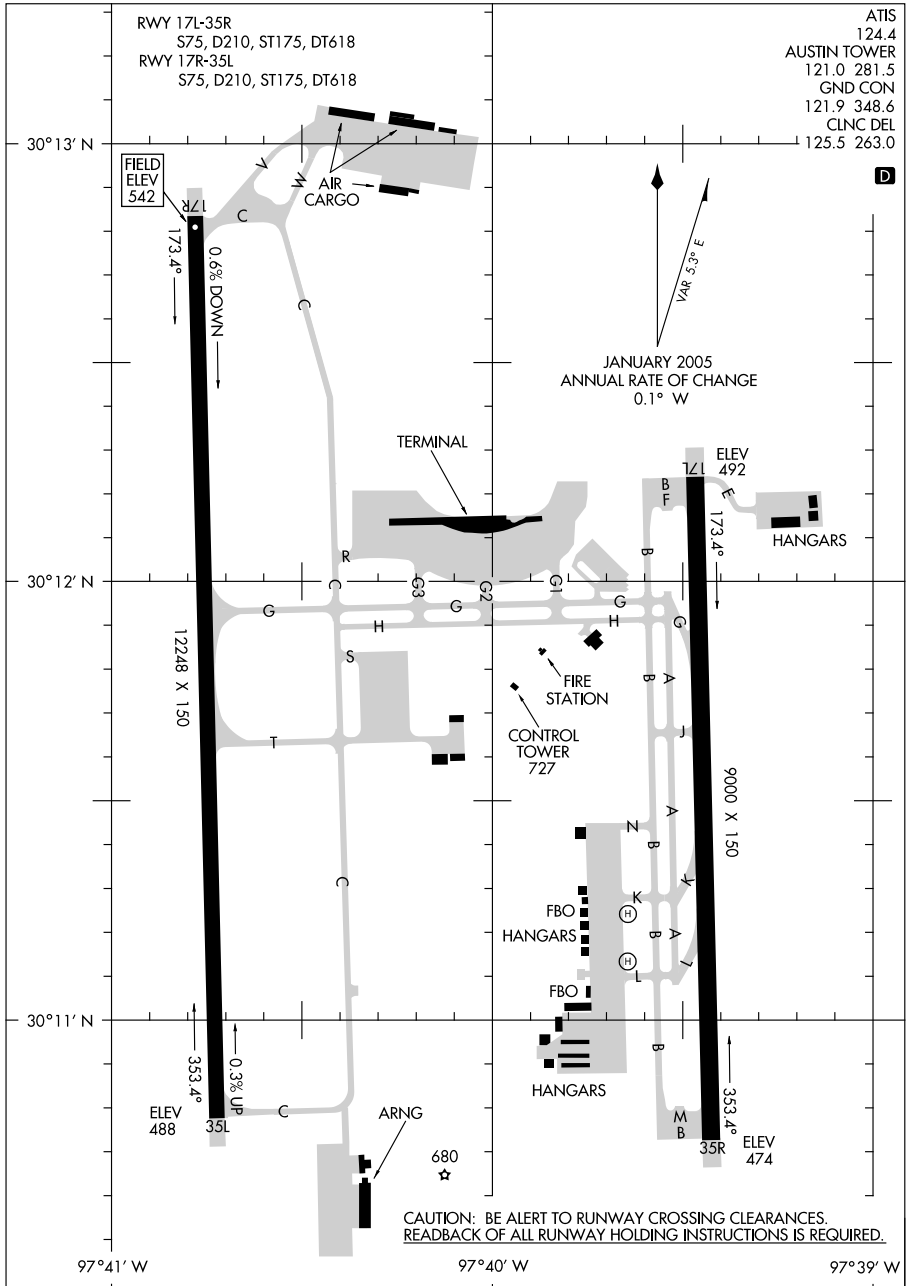 RWY 17L-35R
S75, D210, ST175, DT618
RWY 17R-35L
S75, D210, ST175, DT618
ATIS
124.4
AUSTIN TOWER
121.0 281.5
GND CON
121.9 348.6
CLNC DEL
125.5 263.0
D
30°13' N
FIELD
ELEV
542
V
W
AIR
CARGO
C
17R
173.4°
0.6% DOWN
C
VAR 5.3° E
JANUARY 2005
ANNUAL RATE OF CHANGE
0.1° W
TERMINAL
17L
ELEV
492
B
F
E
173.4°
HANGARS
B
R
30°12' N
C
G3
G2
G1
G
G
G
H
H
G
S
FIRE
STATION
B
A
12248 X 150
T
CONTROL
TOWER
727
J
9000 X 150
A
N
B
C
K
K
FBO
H
HANGARS
B
A
H
L
L
FBO
30°11' N
B
353.4°
0.3% UP
353.4°
HANGARS
ELEV
488
35L
C
ARNG
M
B
35R
ELEV
474
680
CAUTION: BE ALERT TO RUNWAY CROSSING CLEARANCES.
READBACK OF ALL RUNWAY HOLDING INSTRUCTIONS IS REQUIRED.
97°41' W
97°40' W
97°39' W